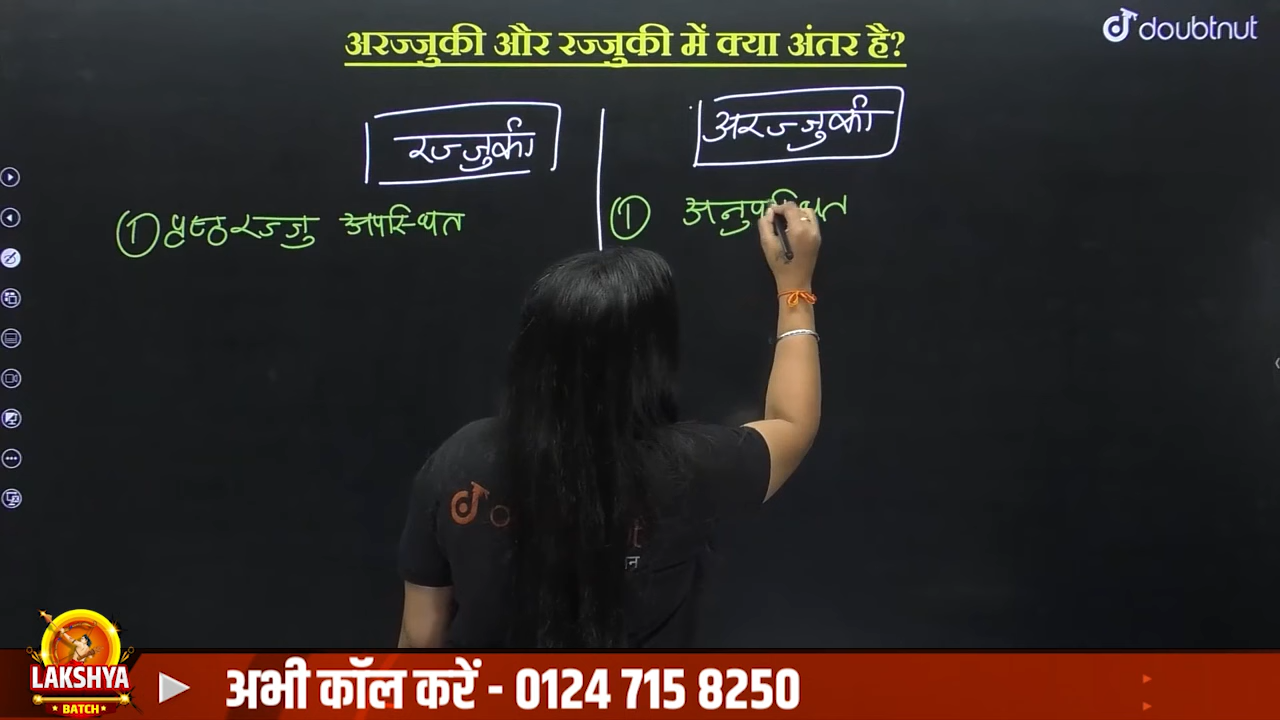 अरज्जुकी और रज्जुकी में क्या अंतर है?
doubtnut
रज्जुकी
अरज्जुकी
① पृष्ठरज्जु उपस्थित
① अनुपस्थित
LAKSHYA
BATCH
अभी कॉल करें - 0124 715 8250